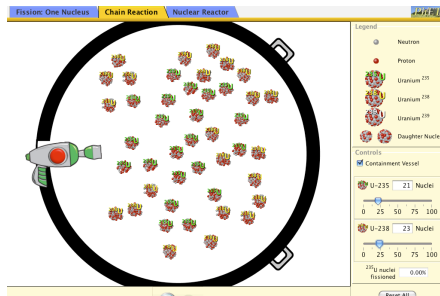 Fission: One Nucleus
Chain Reaction
Nuclear Reactor
Legend
Neutron
Proton
Uranium 235
Uranium 238
Uranium 239
Daughter Nucle
Controls
Containment Vessel
U-235 21 Nuclei
0 25 50 75 100
U-238 23 Nuclei
0 25 50 75 100
235U nuclei
fissioned 0.00%
Reset All